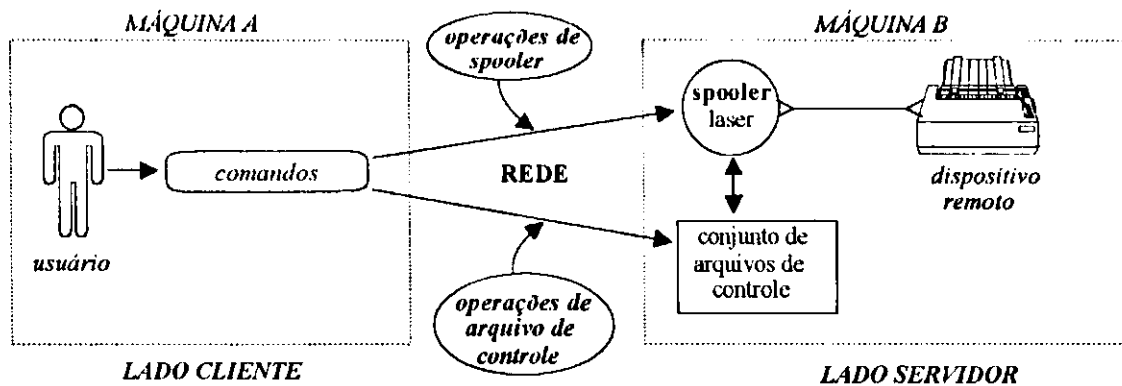 MÁQUINA A
operações de
spooler
MÁQUINA B
spooler
laser
comandos
REDE
dispositivo
remoto
usuário
conjunto de
arquivos de
controle
operações de
arquivo de
controle
LADO CLIENTE
LADO SERVIDOR